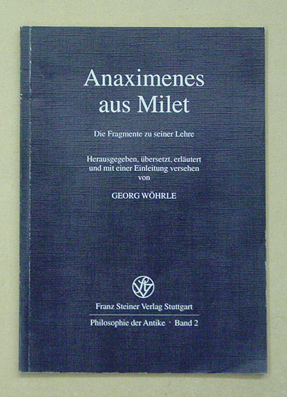 Anaximenes
aus Milet
Die Fragmente zu seiner Lehre
Herausgegeben, übersetzt, erläutert
und mit einer Einleitung versehen
von
GEORG WÖHRLE
Franz Steiner Verlag Stuttgart
Philosophie der Antike · Band 2